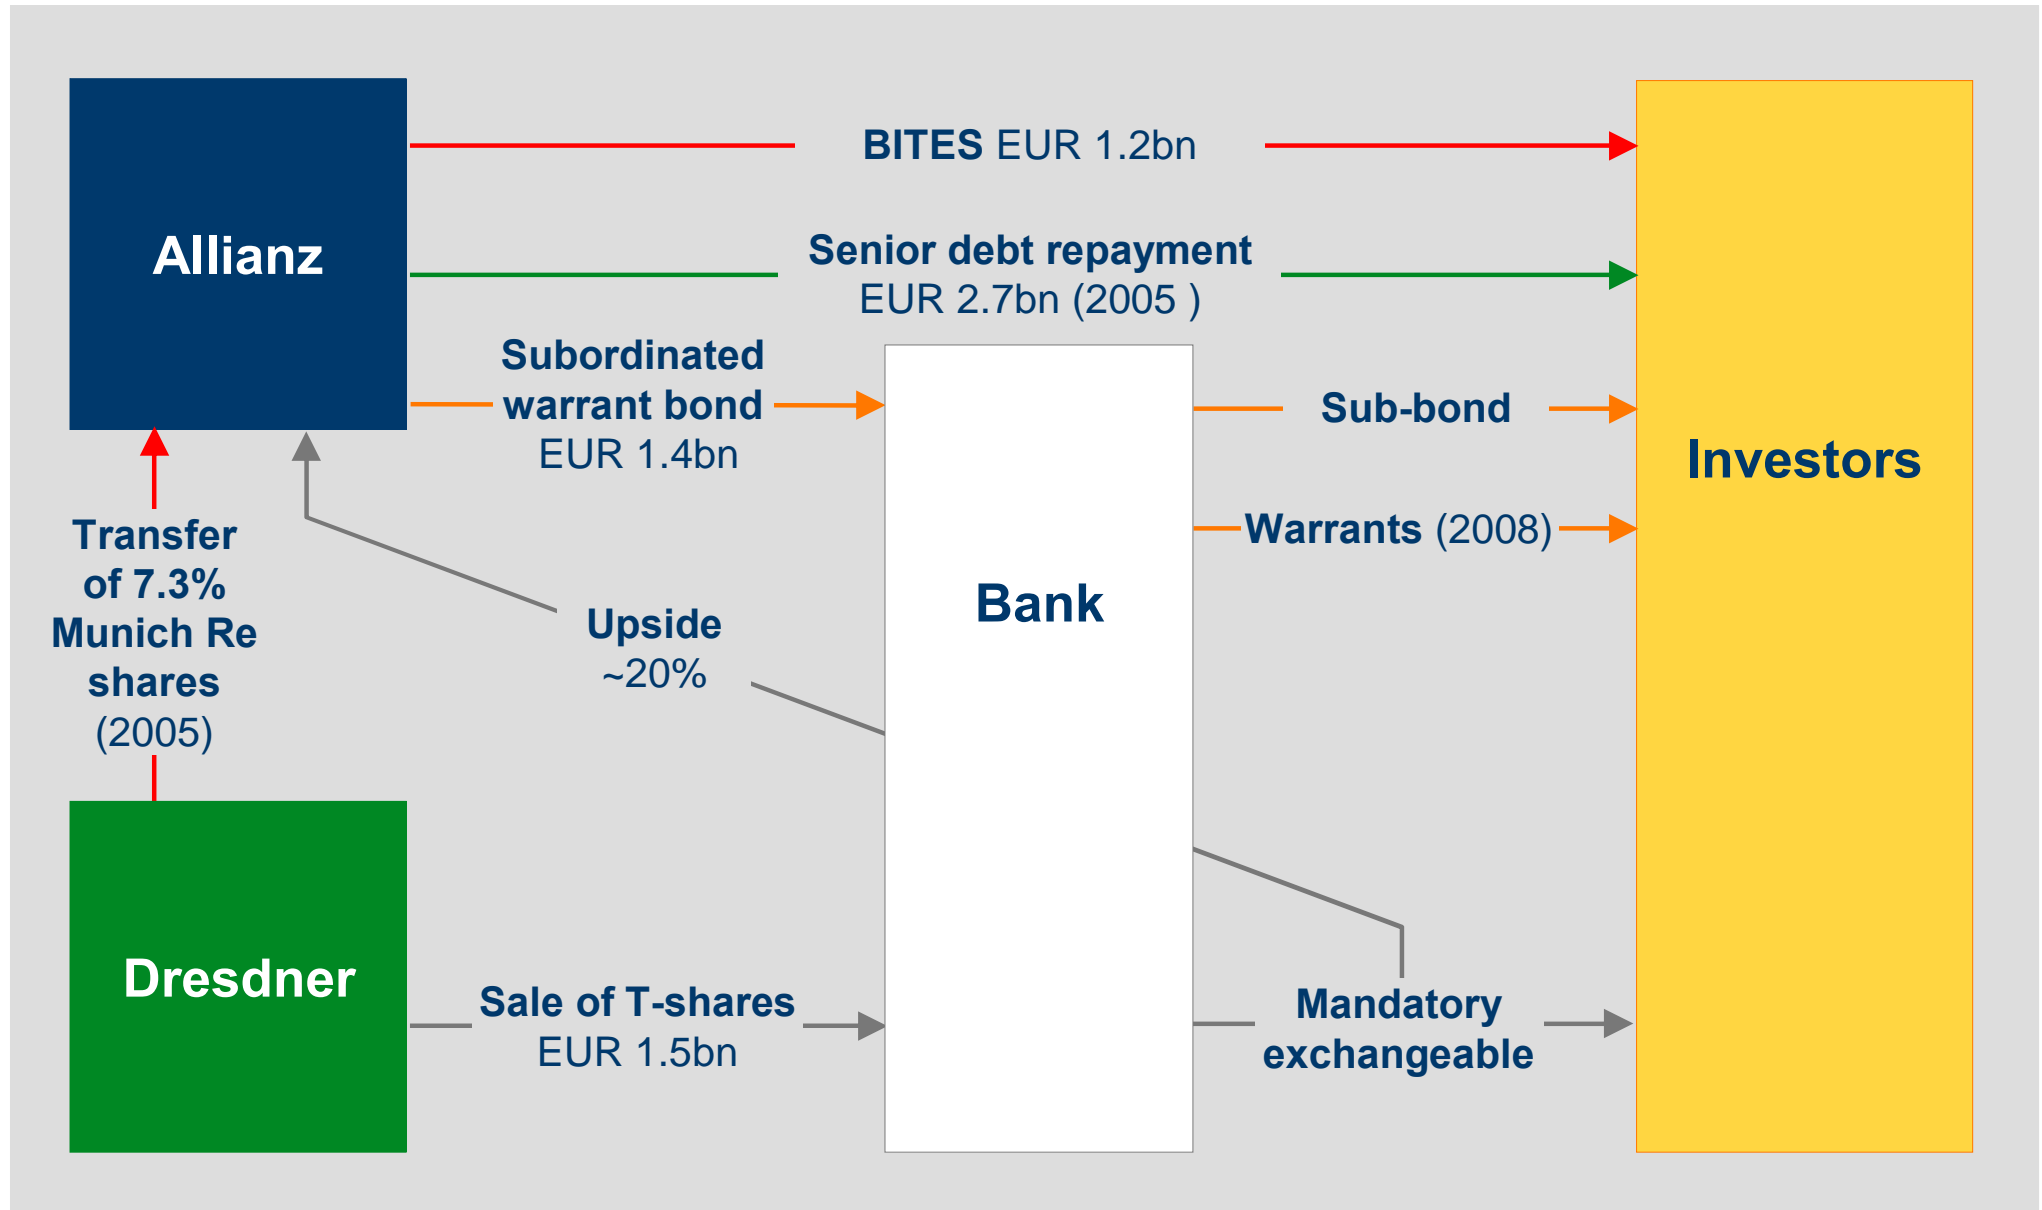 BITES EUR 1.2bn
Allianz
Senior debt repayment
EUR 2.7bn (2005 )
Subordinated
warrant bond
EUR 1.4bn
Sub-bond
Investors
Warrants (2008)
Transfer
of 7.3%
Munich Re
shares
(2005)
Upside
~20%
Bank
Dresdner
Sale of T-shares
EUR 1.5bn
Mandatory
exchangeable